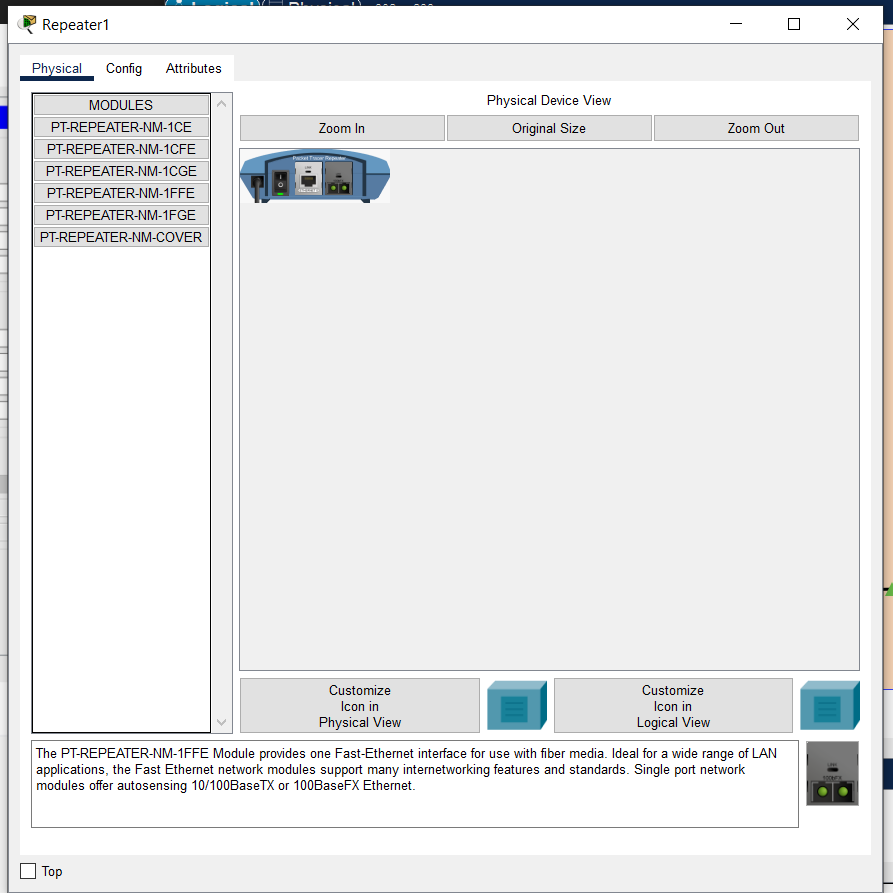 Repeater1
Physical Config Attributes
MODULES
PT-REPEATER-NM-1CE
PT-REPEATER-NM-1CFE
PT-REPEATER-NM-1CGE
PT-REPEATER-NM-1FFE
PT-REPEATER-NM-1FGE
PT-REPEATER-NM-COVER
Physical Device View
Zoom In Original Size Zoom Out
Packet Tracer Repeater
Customize
Icon in
Physical View
Customize
Icon in
Logical View
The PT-REPEATER-NM-1FFE Module provides one Fast-Ethernet interface for use with fiber media. Ideal for a wide range of LAN
applications, the Fast Ethernet network modules support many internetworking features and standards. Single port network
modules offer autosensing 10/100BaseTX or 100BaseFX Ethernet.
LINK
100BFX
Top